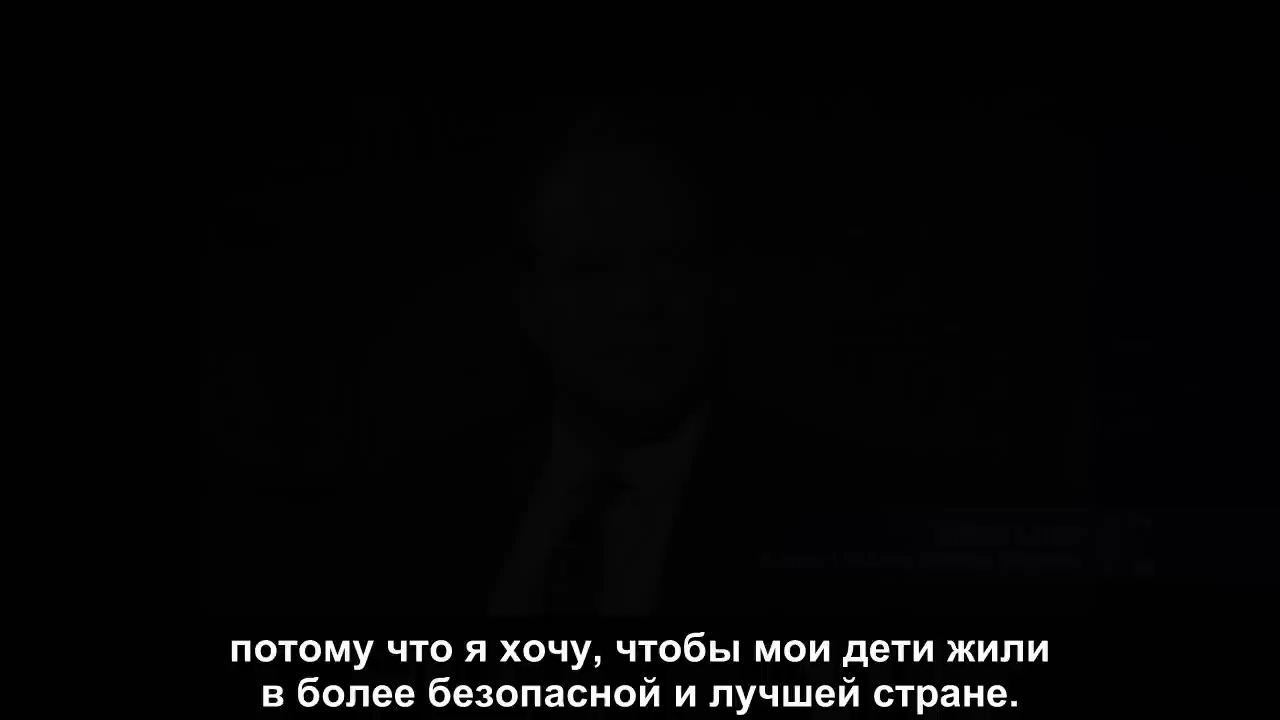 потому что я хочу, чтобы мои дети жили
в более безопасной и лучшей стране.